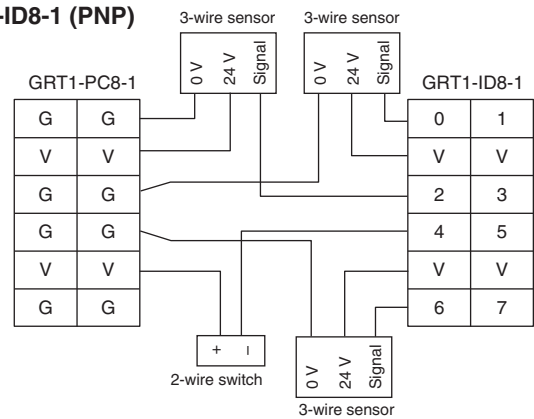 -ID8-1 (PNP)
3-wire sensor 3-wire sensor
0 V 24 V Signal 0 V 24 V Signal
GRT1-PC8-1 GRT1-ID8-1
G G 0 1
V V V V
G G 2 3
G G 4 5
V V V V
G G 6 7
+ –
2-wire switch
0 V 24 V Signal
3-wire sensor